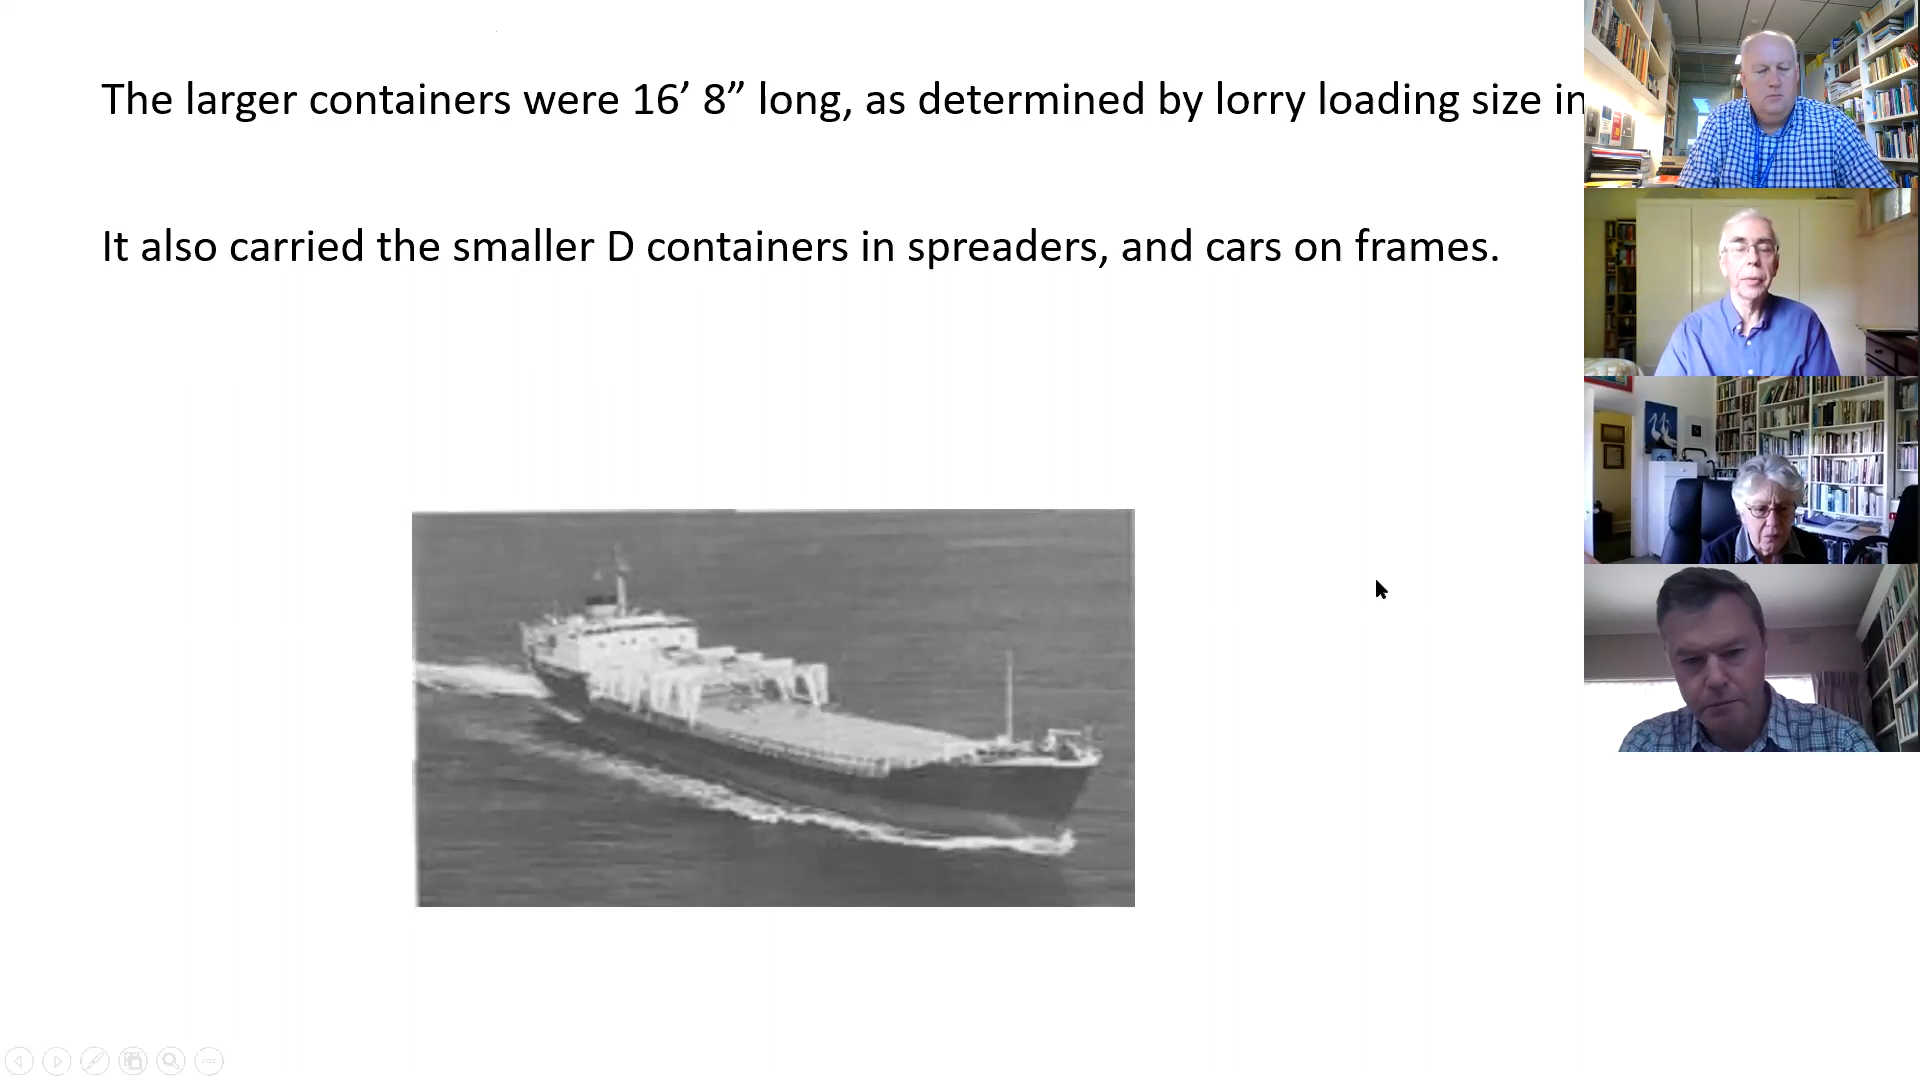 The larger containers were 16’ 8” long, as determined by lorry loading size in
It also carried the smaller D containers in spreaders, and cars on frames.